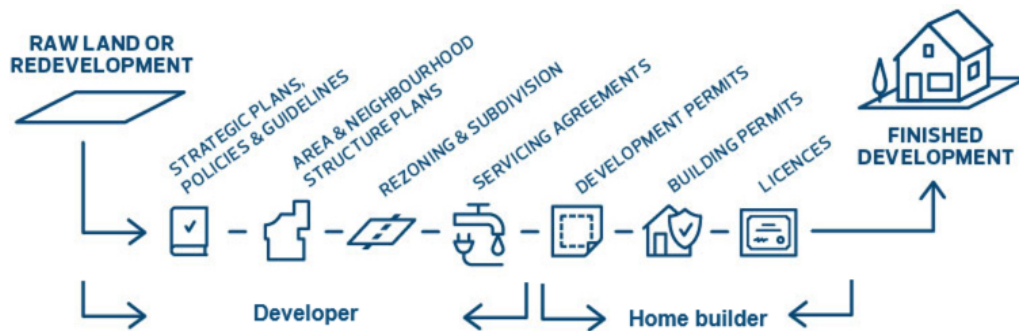 RAW LAND OR
REDEVELOPMENT
STRATEGIC PLANS,
POLICIES & GUIDELINES
AREA & NEIGHBOURHOOD
STRUCTURE PLANS
REZONING & SUBDIVISION
SERVICING AGREEMENTS
DEVELOPMENT PERMITS
BUILDING PERMITS
LICENCES
FINISHED
DEVELOPMENT
Developer
Home builder